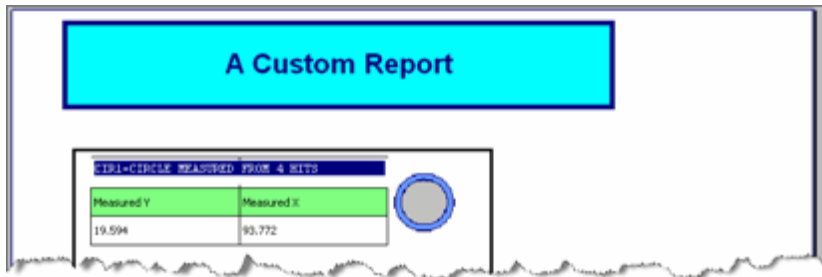 A Custom Report
CIR1=CIRCLE MEASURED FROM 4 HITS
Measured Y Measured X
19.594 93.772